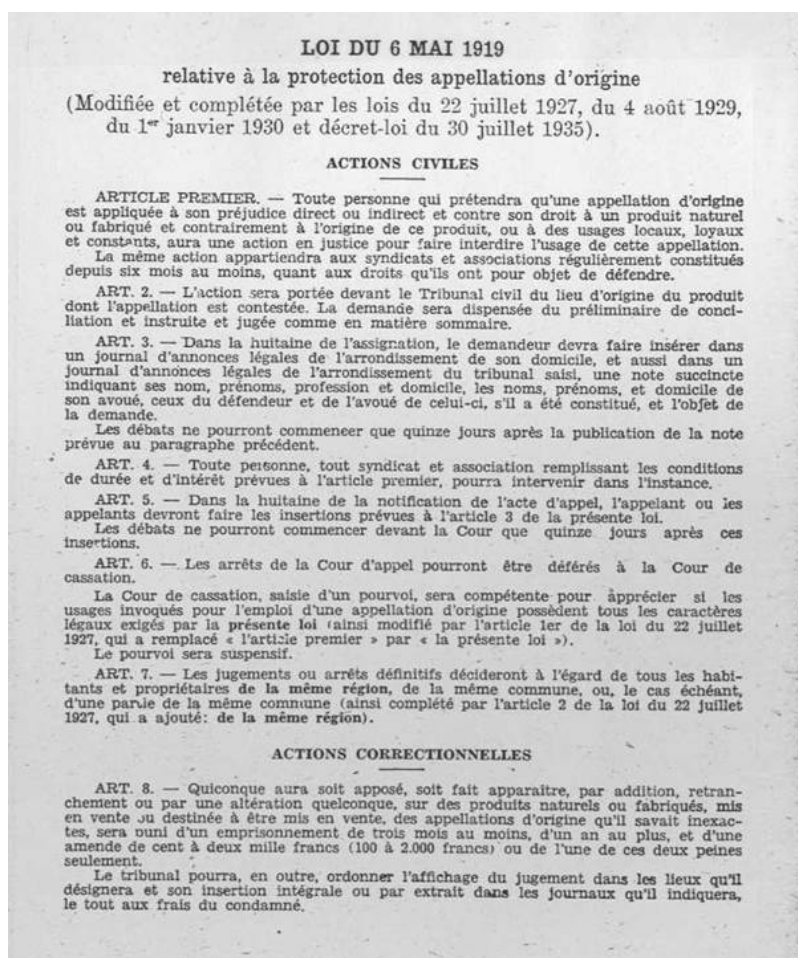 LOI DU 6 MAI 1919
relative à la protection des appellations d'origine
(Modifiée et complétée par les lois du 22 juillet 1927, du 4 août 1929,
du 1er janvier 1930 et décret-loi du 30 juillet 1935).
ACTIONS CIVILES
ARTICLE PREMIER. — Toute personne qui prétendra qu'une appellation d'origine
est appliquée à son préjudice direct ou indirect et contre son droit à un produit naturel
ou fabriqué et contrairement à l'origine de ce produit, ou à des usages locaux, loyaux
et constants, aura une action en justice pour faire interdire l'usage de cette appellation.
La même action appartiendra aux syndicats et associations régulièrement constitués
depuis six mois au moins, quant aux droits qu'ils ont pour objet de défendre.
ART. 2. — L'action sera portée devant le Tribunal civil du lieu d'origine du produit
dont l'appellation est contestée. La demande sera dispensée du préliminaire de conci-
liation et instruite et jugée comme en matière sommaire.
ART. 3. — Dans la huitaine de l'assignation, le demandeur devra faire insérer dans
un journal d'annonces légales de l'arrondissement de son domicile, et aussi dans un
journal d'annonces légales de l'arrondissement du tribunal saisi, une note succincte
indiquant ses nom, prénoms, profession et domicile, les noms, prénoms, et domicile de
son avoué, ceux du défendeur et de l'avoué de celui-ci, s'il a été constitué, et l'objet de
la demande.
Les débats ne pourront commencer que quinze jours après la publication de la note
prévue au paragraphe précédent.
ART. 4. — Toute personne, tout syndicat et association remplissant les conditions
de durée et d'intérêt prévues à l'article premier, pourra intervenir dans l'instance.
ART. 5. — Dans la huitaine de la notification de l'acte d'appel, l'appelant ou les
appelants devront faire les insertions prévues à l'article 3 de la présente loi.
Les débats ne pourront commencer devant la Cour que quinze jours après ces
insertions.
ART. 6. — Les arrêts de la Cour d'appel pourront être déférés à la Cour de
cassation.
La Cour de cassation, saisie d'un pourvoi, sera compétente pour apprécier si les
usages invoqués pour l'emploi d'une appellation d'origine possèdent tous les caractères
légaux exigés par la présente loi (ainsi modifié par l'article 1er de la loi du 22 juillet
1927, qui a remplacé « l'article premier » par « la présente loi »).
Le pourvoi sera suspensif.
ART. 7. — Les jugements ou arrêts définitifs décideront à l'égard de tous les habi-
tants et propriétaires de la même région, de la même commune, ou, le cas échéant,
d'une partie de la même commune (ainsi complété par l'article 2 de la loi du 22 juillet
1927, qui a ajouté: de la même région).
ACTIONS CORRECTIONNELLES
ART. 8. — Quiconque aura soit apposé, soit fait apparaître, par addition, retran-
chement ou par une altération quelconque, sur des produits naturels ou fabriqués, mis
en vente ou destinée à être mis en vente, des appellations d'origine qu'il savait inexac-
tes, sera puni d'un emprisonnement de trois mois au moins, d'un an au plus, et d'une
amende de cent à deux mille francs (100 à 2.000 francs) ou de l'une de ces deux peines
seulement.
Le tribunal pourra, en outre, ordonner l'affichage du jugement dans les lieux qu'il
désignera et son insertion intégrale ou par extrait dans les journaux qu'il indiquera,
le tout aux frais du condamné.